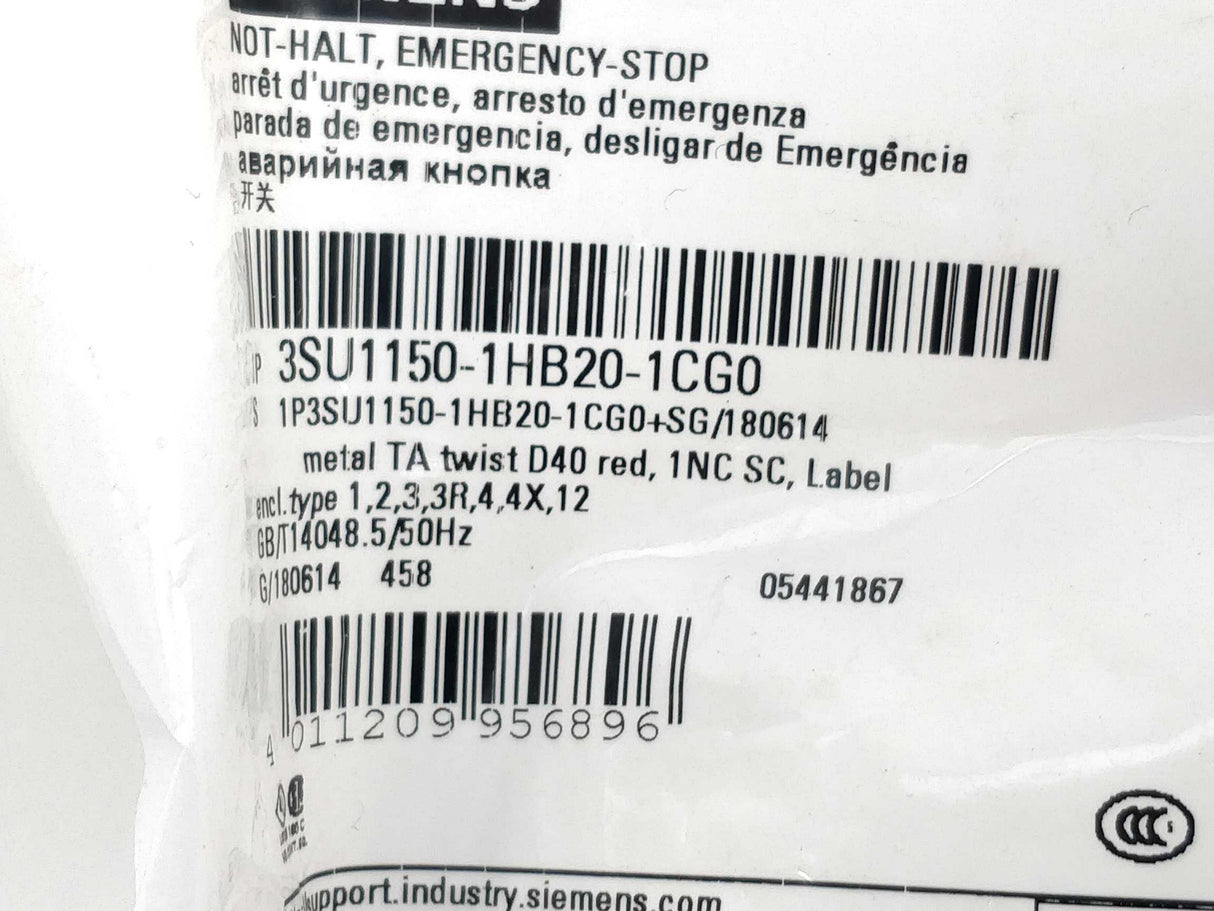 SIEMENS
NOT-HALT, EMERGENCY-STOP
arrêt d'urgence, arresto d'emergenza
parada de emergencia, desligar de Emergência
аварийная кнопка
开关
1P 3SU1150-1HB20-1CG0
S 1P3SU1150-1HB20-1CG0+SG/180614
metal TA twist D40 red, 1NC SC, Label
encl.type 1,2,3,3R,4,4X,12
GB/T14048.5/50Hz
G/180614 458 05441867
4 011209 956896
CCC S
support.industry.siemens.com